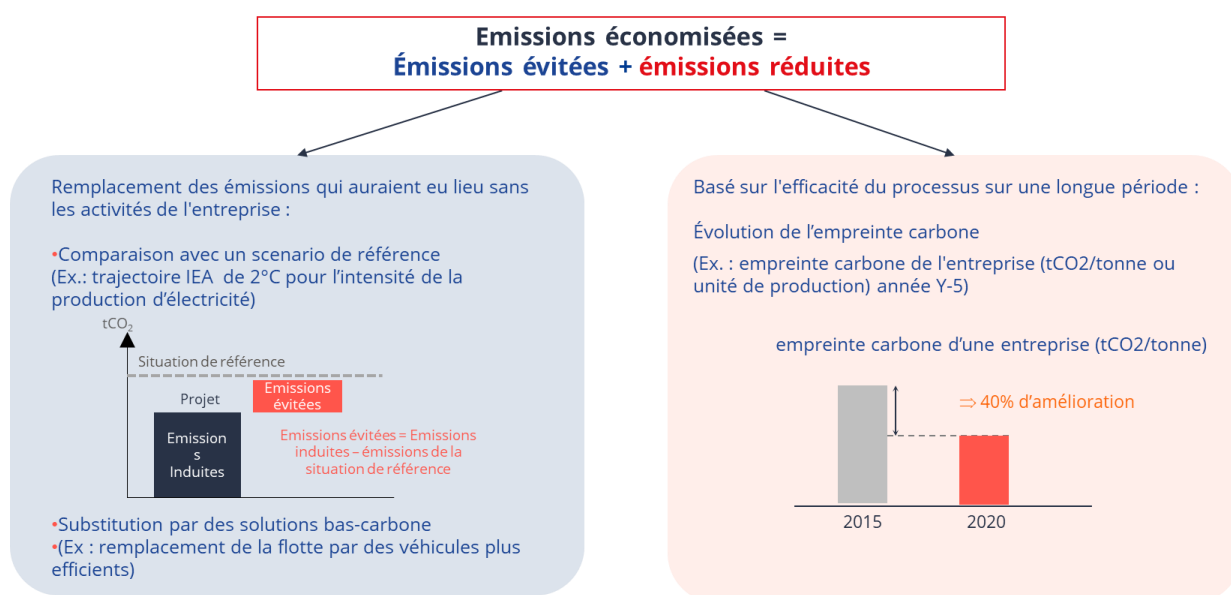 Emissions économisées =
Émissions évitées + émissions réduites
Remplacement des émissions qui auraient eu lieu sans
les activités de l'entreprise :
•Comparaison avec un scenario de référence
(Ex.: trajectoire IEA de 2°C pour l’intensité de la
production d’électricité)
tCO₂
Situation de référence
Projet
Emissions
évitées
Emission
s
Induites
Emissions évitées = Emissions
induites – émissions de la
situation de référence
•Substitution par des solutions bas-carbone
•(Ex : remplacement de la flotte par des véhicules plus
efficients)
Basé sur l'efficacité du processus sur une longue période :
Évolution de l’empreinte carbone
(Ex. : empreinte carbone de l'entreprise (tCO2/tonne ou
unité de production) année Y-5)
empreinte carbone d’une entreprise (tCO2/tonne)
⇒ 40% d’amélioration
2015
2020